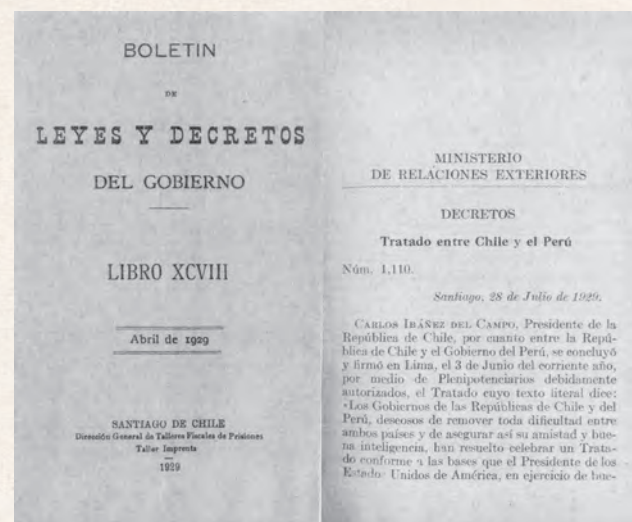 BOLETIN
DE
LEYES Y DECRETOS
DEL GOBIERNO
LIBRO XCVIII
Abril de 1929
SANTIAGO DE CHILE
Dirección General de Talleres Fiscales de Prisiones
Taller Imprenta
1929
MINISTERIO
DE RELACIONES EXTERIORES
DECRETOS
Tratado entre Chile y el Perú
Núm. 1,110.
Santiago, 28 de Julio de 1929.
CARLOS IBÁÑEZ DEL CAMPO, Presidente de la
República de Chile, por cuanto entre la Repú-
blica de Chile y el Gobierno del Perú, se concluyó
y firmó en Lima, el 3 de Junio del corriente año,
por medio de Plenipotenciarios debidamente
autorizados, el Tratado cuyo texto literal dice:
«Los Gobiernos de las Repúblicas de Chile y del
Perú, deseosos de remover toda dificultad entre
ambos países y de asegurar así su amistad y bue-
na inteligencia, han resuelto celebrar un Trata-
do conforme a las bases que el Presidente de los
Estados Unidos de América, en ejercicio de bue-